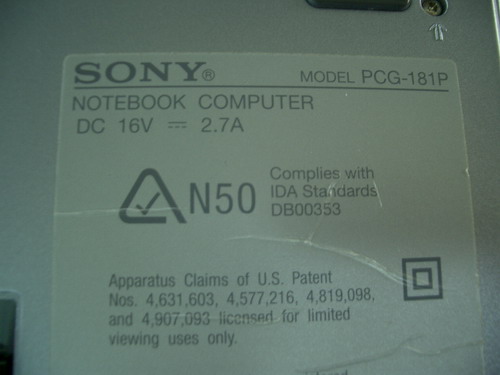 SONY® MODEL PCG-181P
NOTEBOOK COMPUTER
DC 16V ⎓ 2.7A
N50
Complies with
IDA Standards
DB00353
Apparatus Claims of U.S. Patent
Nos. 4,631,603, 4,577,216, 4,819,098,
and 4,907,093 licensed for limited
viewing uses only.